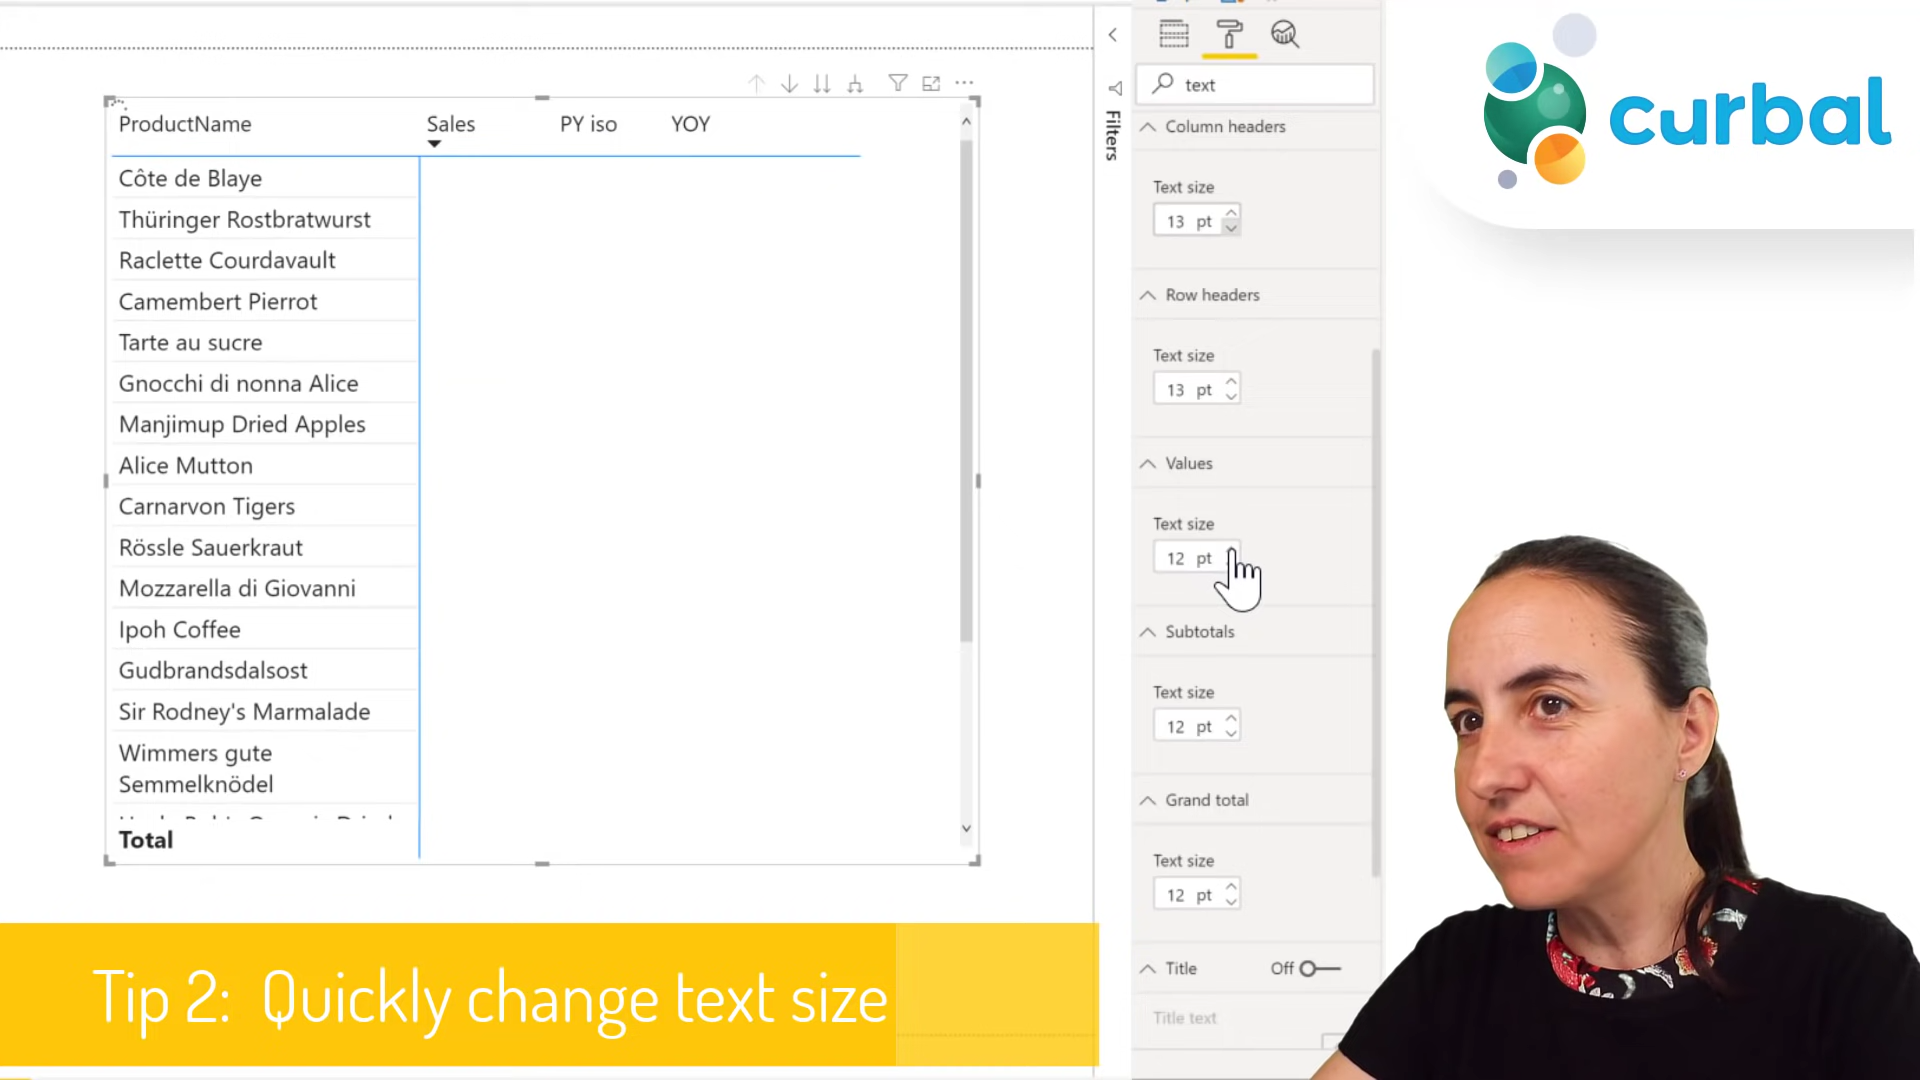 text
curbal
Column headers
ProductName Sales PY iso YOY
Filters
Text size
13 pt
Côte de Blaye
Thüringer Rostbratwurst
Raclette Courdavault
Camembert Pierrot
Tarte au sucre
Gnocchi di nonna Alice
Manjimup Dried Apples
Alice Mutton
Carnarvon Tigers
Rössle Sauerkraut
Mozzarella di Giovanni
Ipoh Coffee
Gudbrandsdalsost
Sir Rodney's Marmalade
Wimmers gute
Semmelknödel
Total
Row headers
Text size
13 pt
Values
Text size
12 pt
Subtotals
Text size
12 pt
Grand total
Text size
12 pt
Title Off
Title text
Tip 2: Quickly change text size